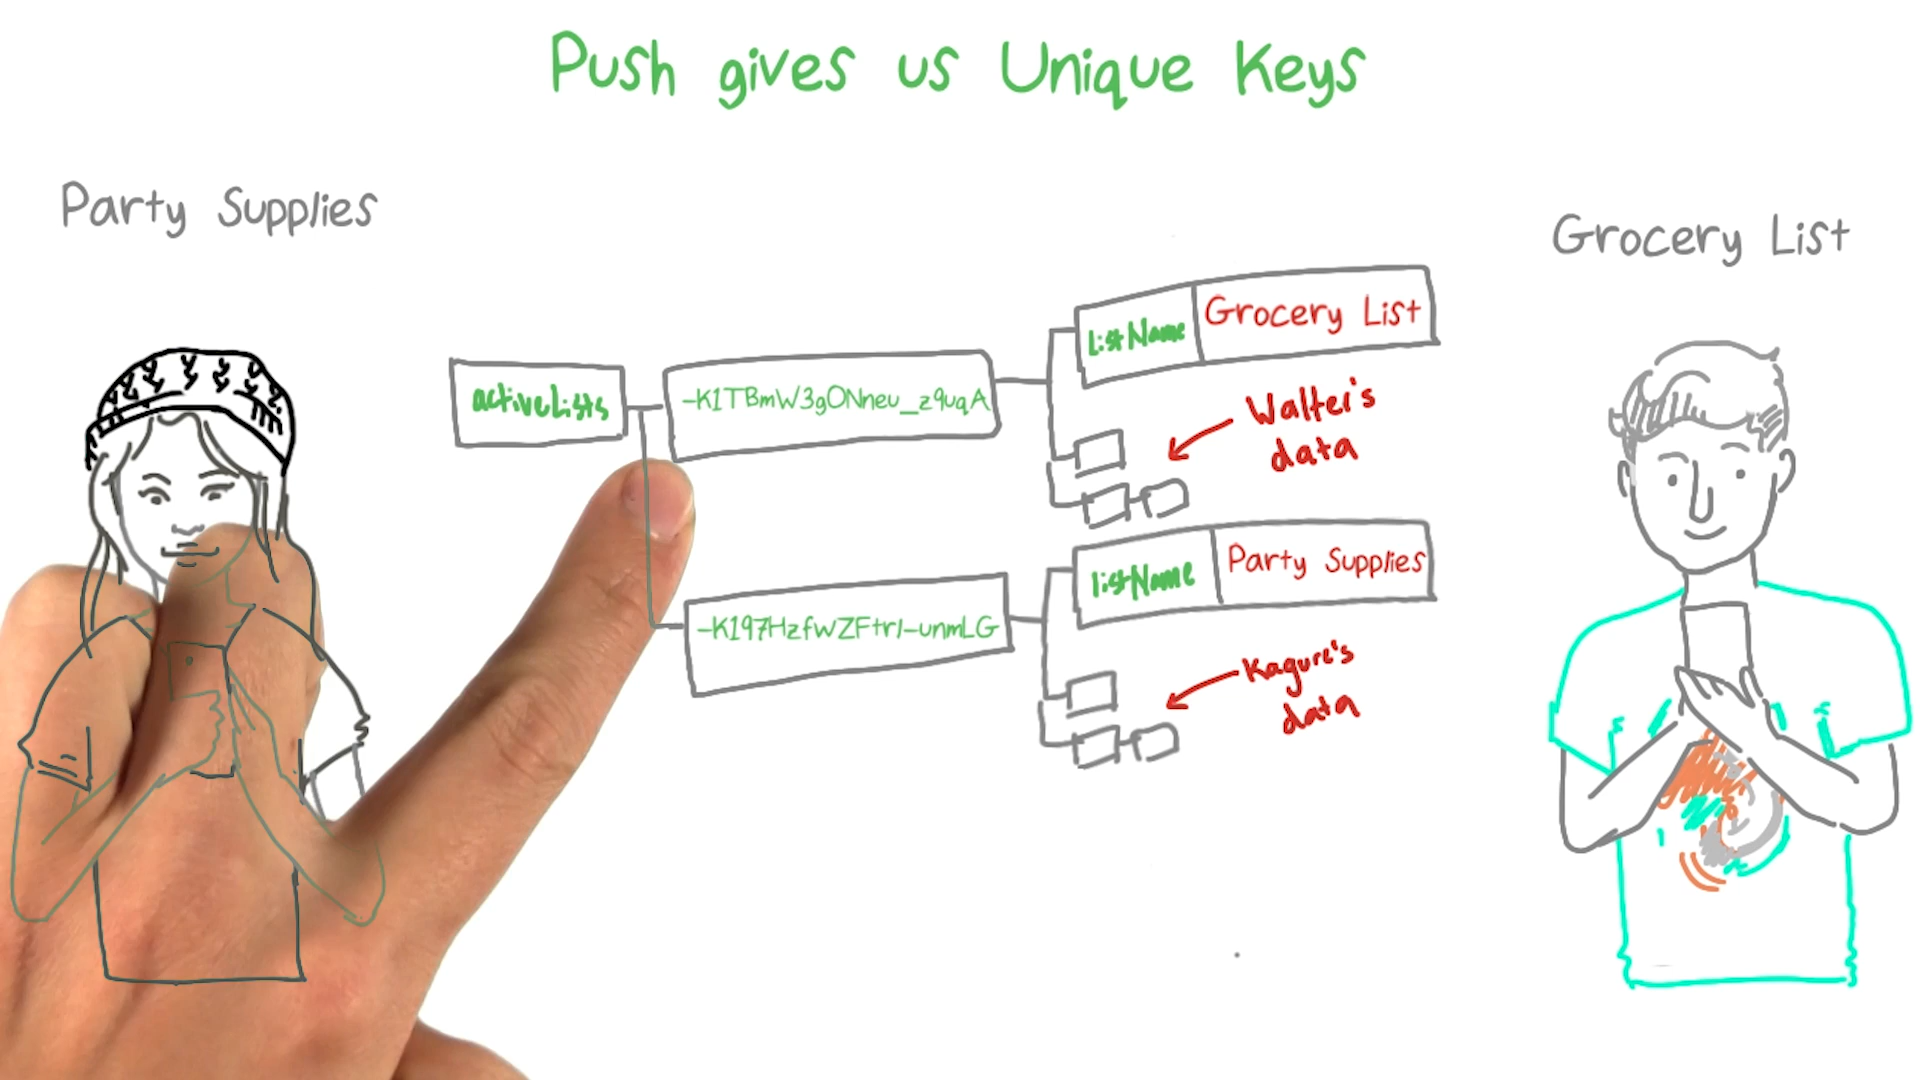 Push gives us Unique Keys
Party Supplies
Grocery List
activeLists
-K1TBmW3gONneu_z9uqA
listName
Grocery List
Walter's
data
-K197HzfWZFtrl-unmLG
listName
Party Supplies
Kagure's
data